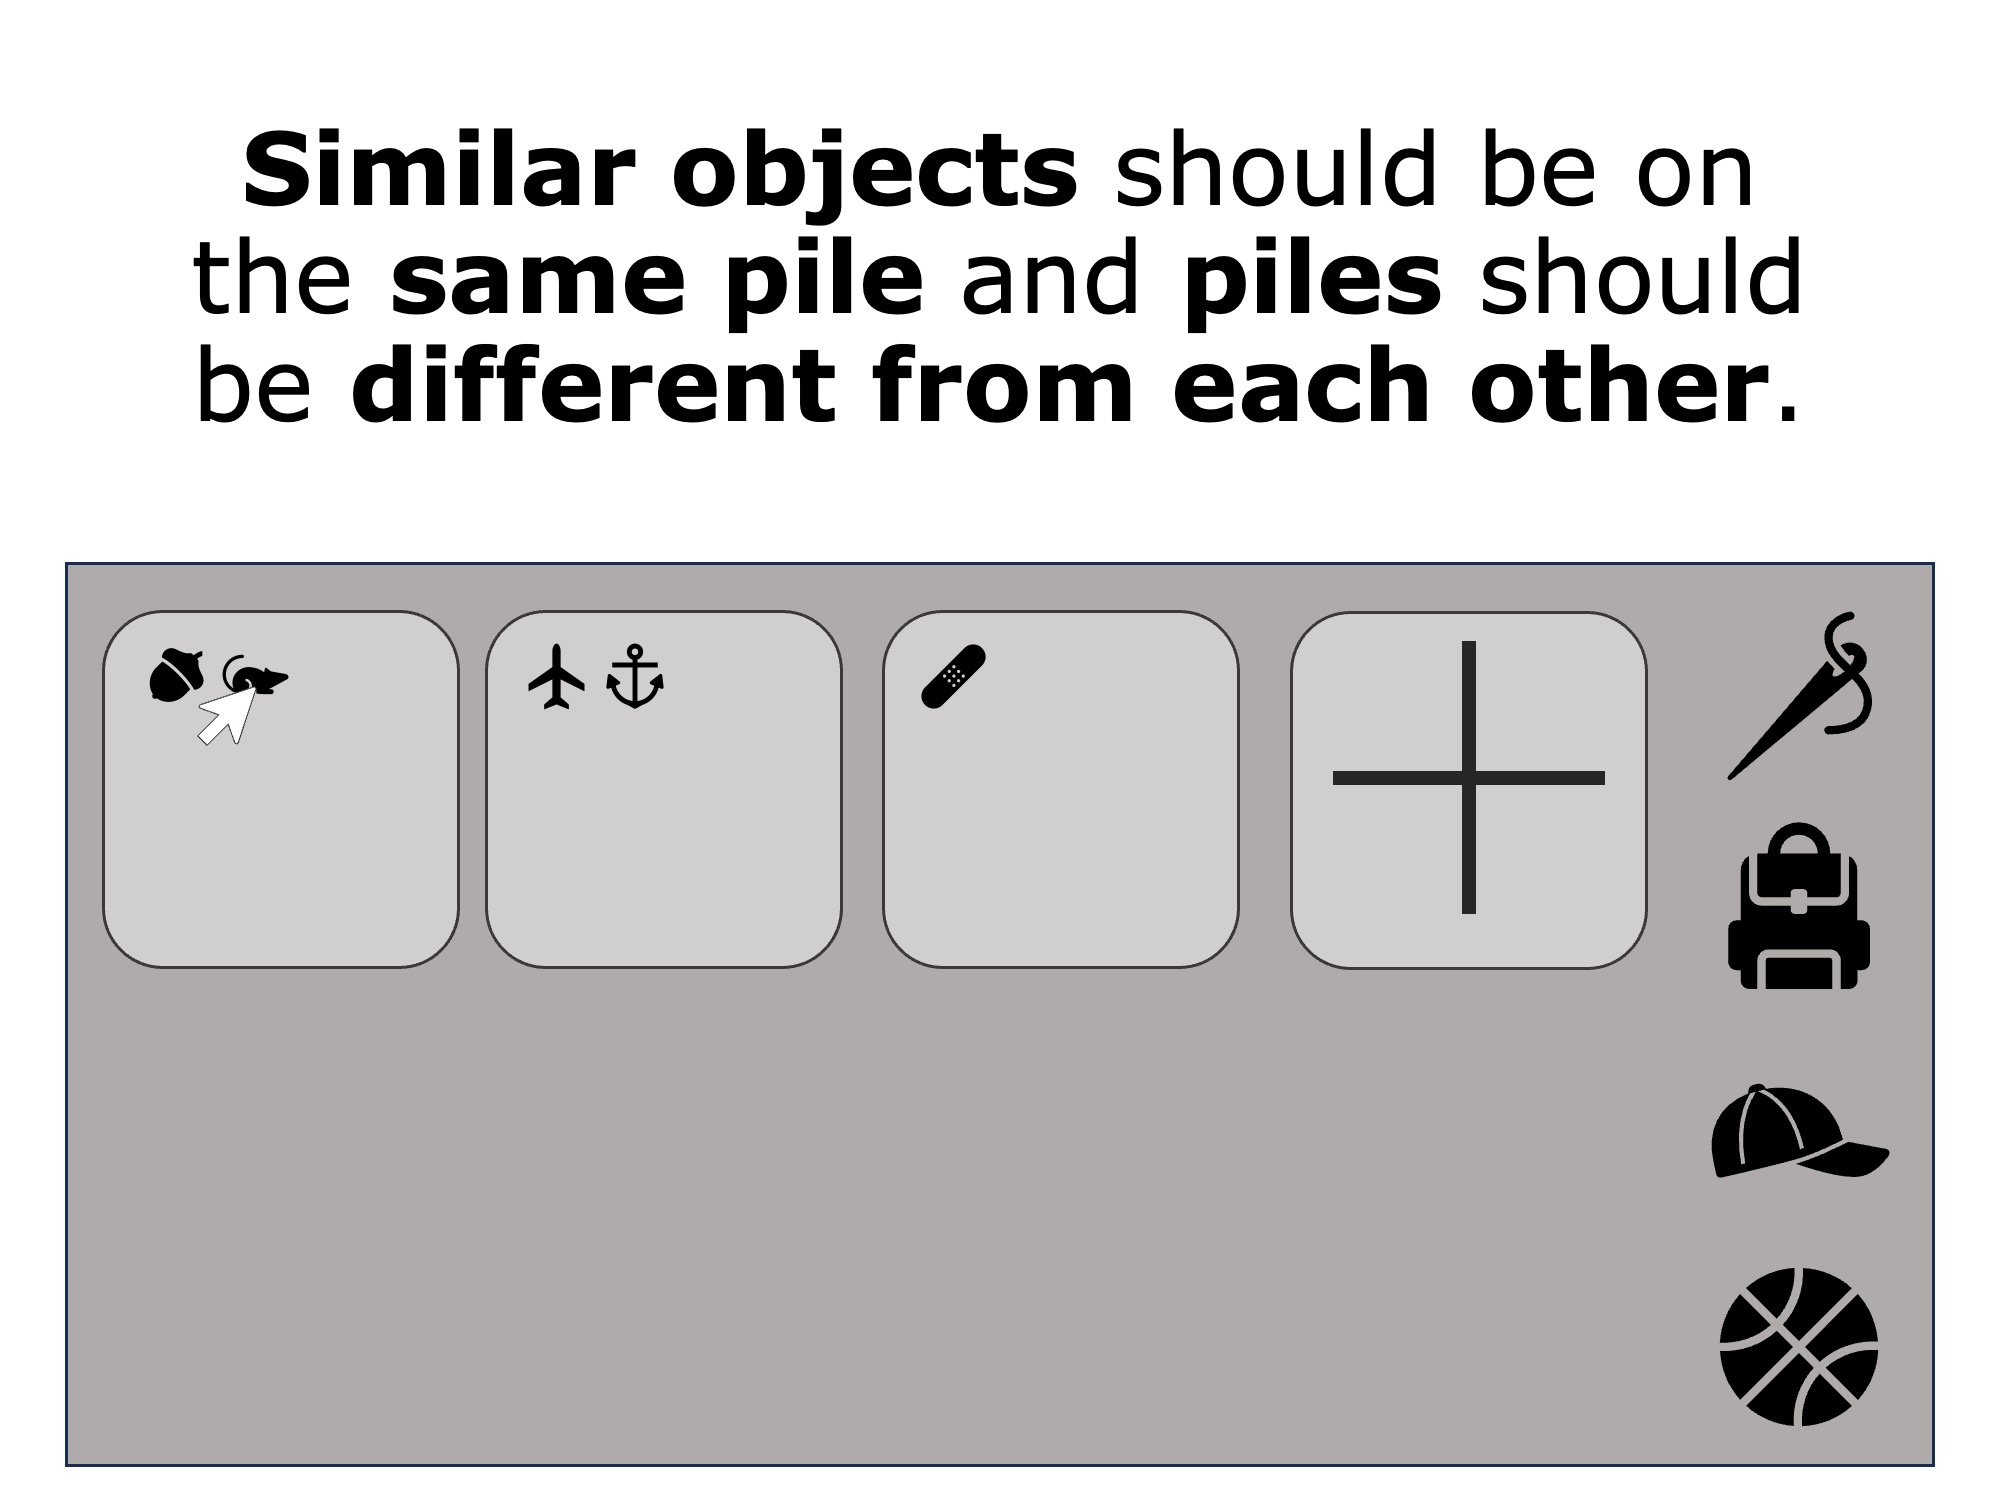 Similar objects should be on
the same pile and piles should
be different from each other.